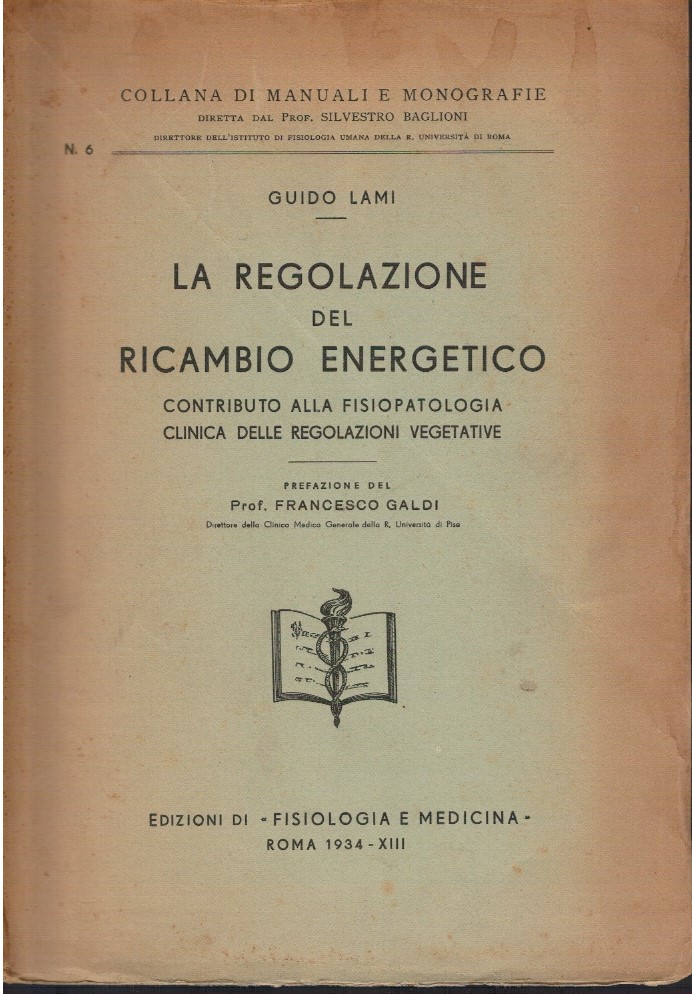 COLLANA DI MANUALI E MONOGRAFIE
DIRETTA DAL PROF. SILVESTRO BAGLIONI
DIRETTORE DELL'ISTITUTO DI FISIOLOGIA UMANA DELLA R. UNIVERSITÀ DI ROMA
N. 6
GUIDO LAMI
LA REGOLAZIONE
DEL
RICAMBIO ENERGETICO
CONTRIBUTO ALLA FISIOPATOLOGIA
CLINICA DELLE REGOLAZIONI VEGETATIVE
PREFAZIONE DEL
Prof. FRANCESCO GALDI
Direttore della Clinica Medica Generale della R. Università di Pisa
EDIZIONI DI «FISIOLOGIA E MEDICINA»
ROMA 1934-XIII